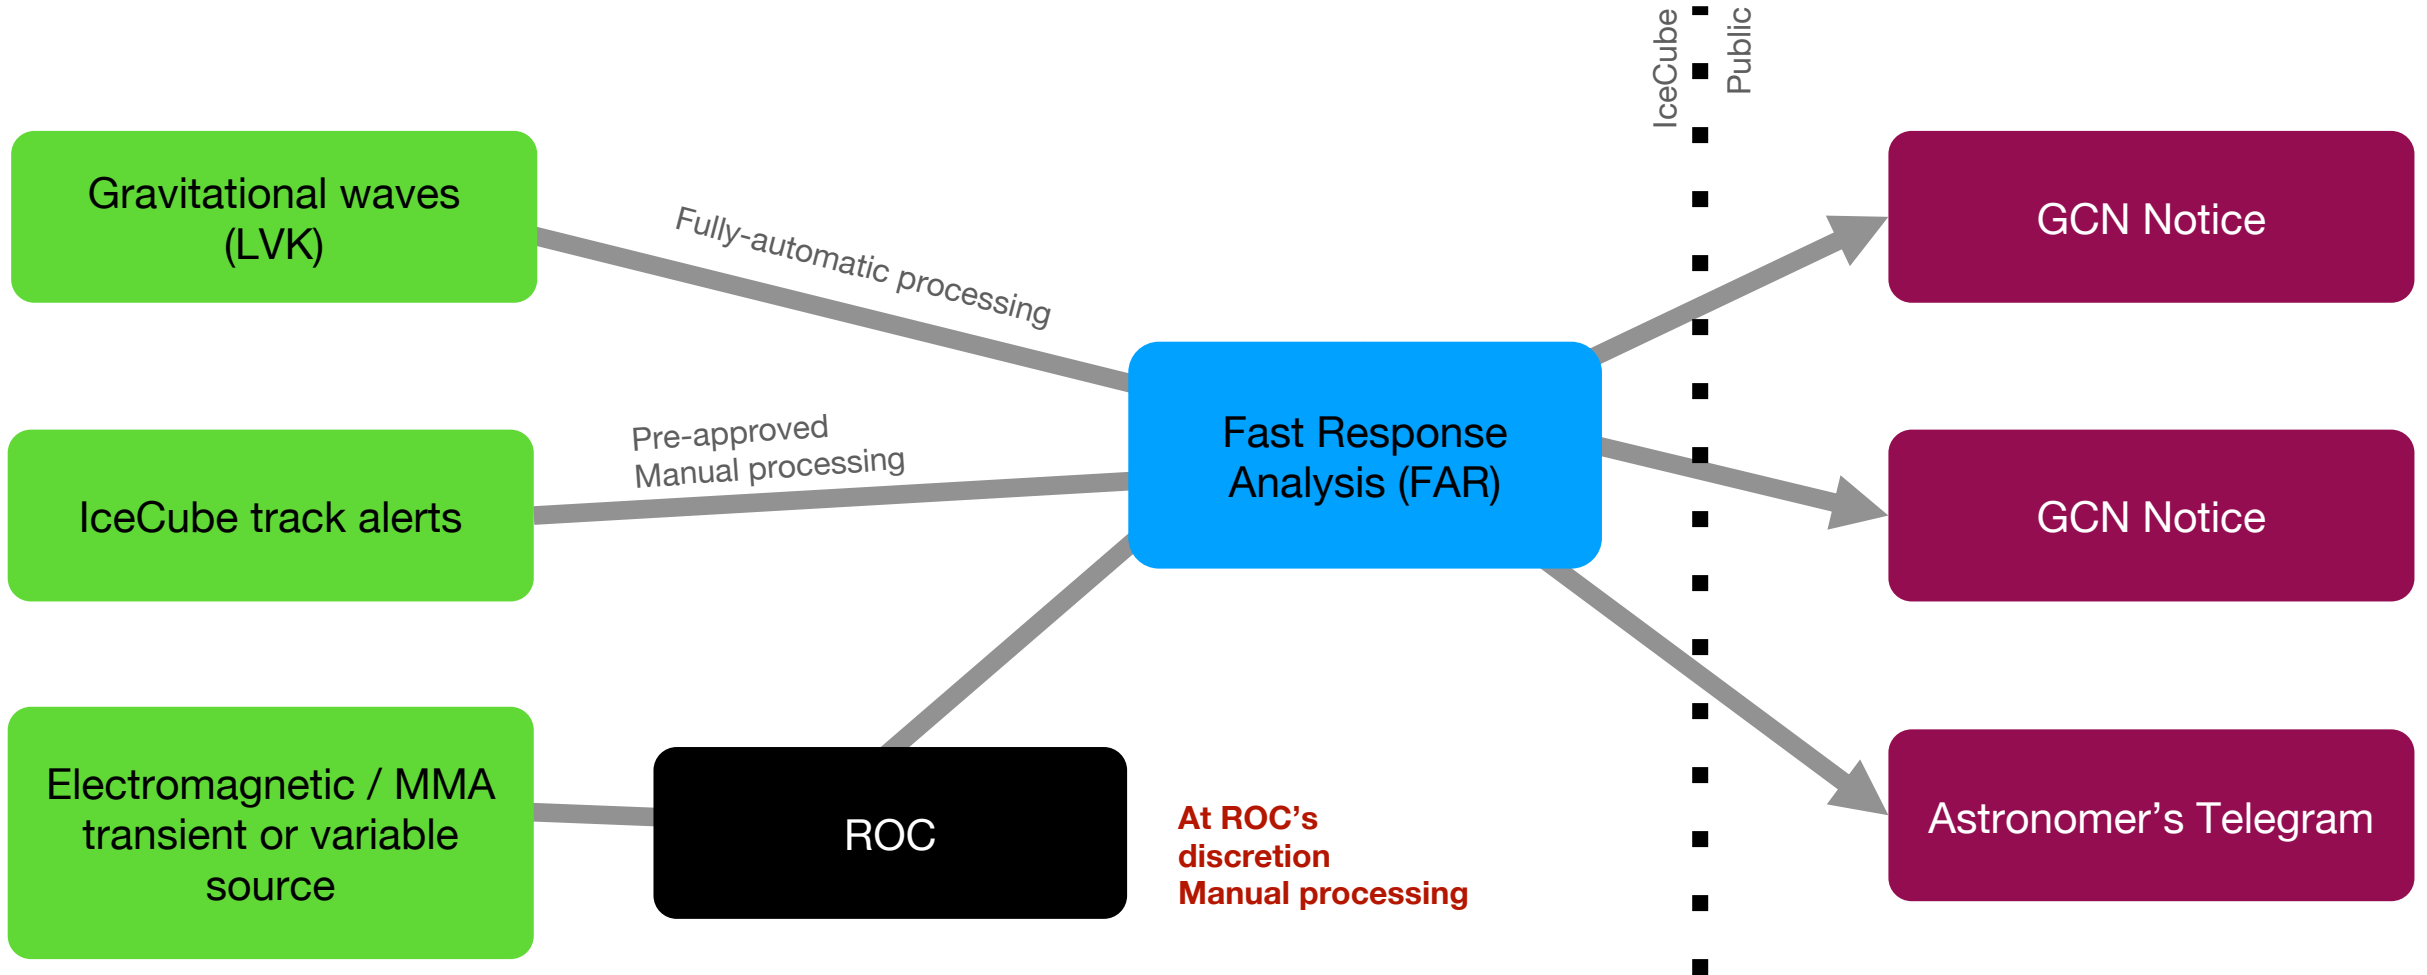 IceCube
Public
Gravitational waves
(LVK)
Fully-automatic processing
GCN Notice
Pre-approved
Manual processing
Fast Response
Analysis (FAR)
IceCube track alerts
GCN Notice
Electromagnetic / MMA
transient or variable
source
ROC
At ROC’s
discretion
Manual processing
Astronomer’s Telegram